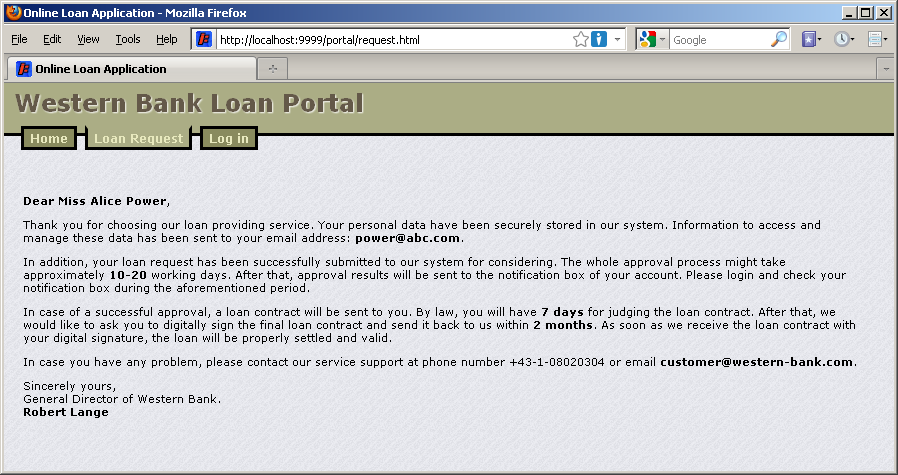 Online Loan Application - Mozilla Firefox
File Edit View Tools Help http://localhost:9999/portal/request.html Google
Online Loan Application
Western Bank Loan Portal
Home Loan Request Log in
Dear Miss Alice Power,
Thank you for choosing our loan providing service. Your personal data have been securely stored in our system. Information to access and
manage these data has been sent to your email address: power@abc.com.
In addition, your loan request has been successfully submitted to our system for considering. The whole approval process might take
approximately 10-20 working days. After that, approval results will be sent to the notification box of your account. Please login and check your
notification box during the aforementioned period.
In case of a successful approval, a loan contract will be sent to you. By law, you will have 7 days for judging the loan contract. After that, we
would like to ask you to digitally sign the final loan contract and send it back to us within 2 months. As soon as we receive the loan contract with
your digital signature, the loan will be properly settled and valid.
In case you have any problem, please contact our service support at phone number +43-1-08020304 or email customer@western-bank.com.
Sincerely yours,
General Director of Western Bank.
Robert Lange